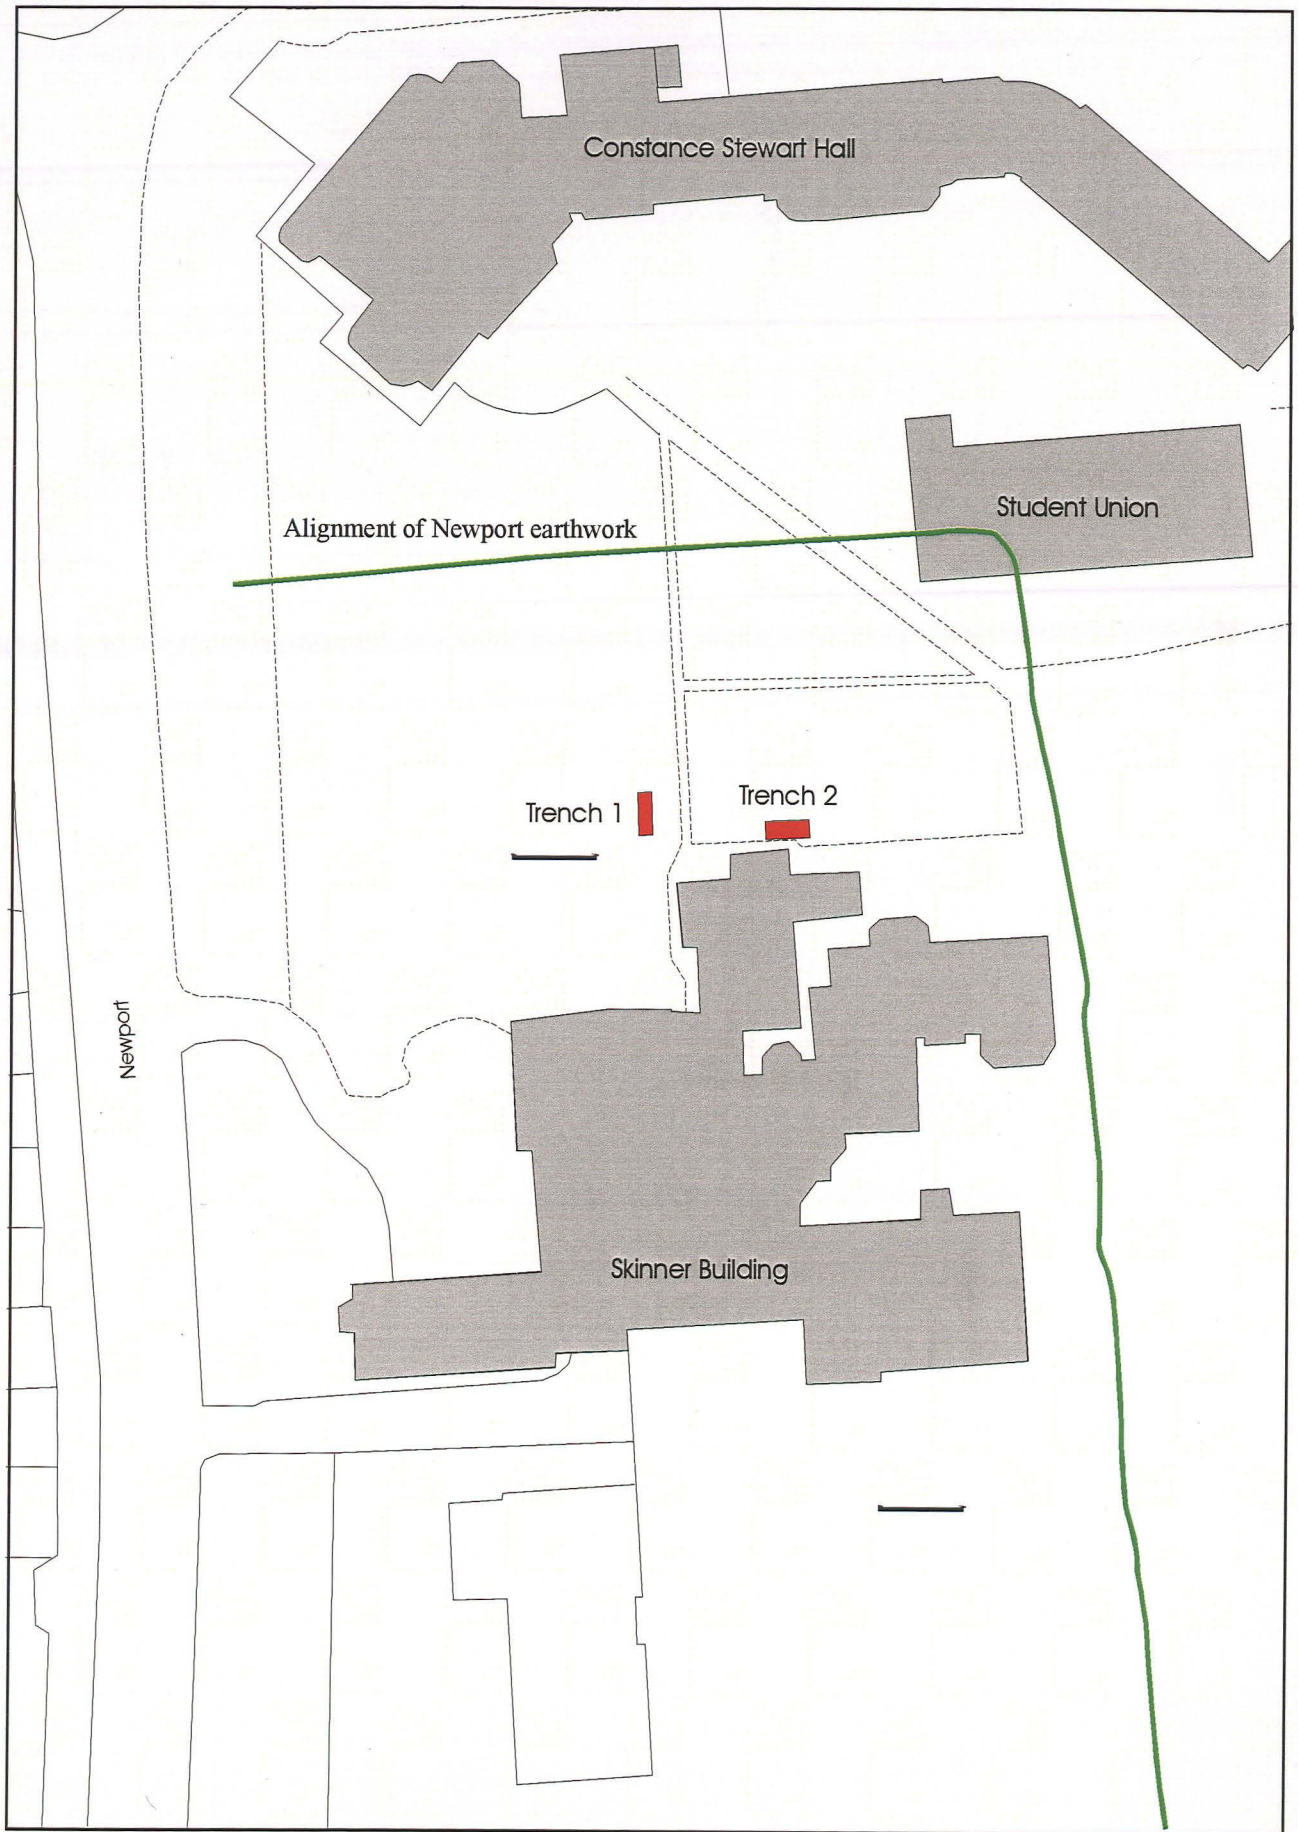 Constance Stewart Hall
Student Union
Alignment of Newport earthwork
Trench 1
Trench 2
Newport
Skinner Building